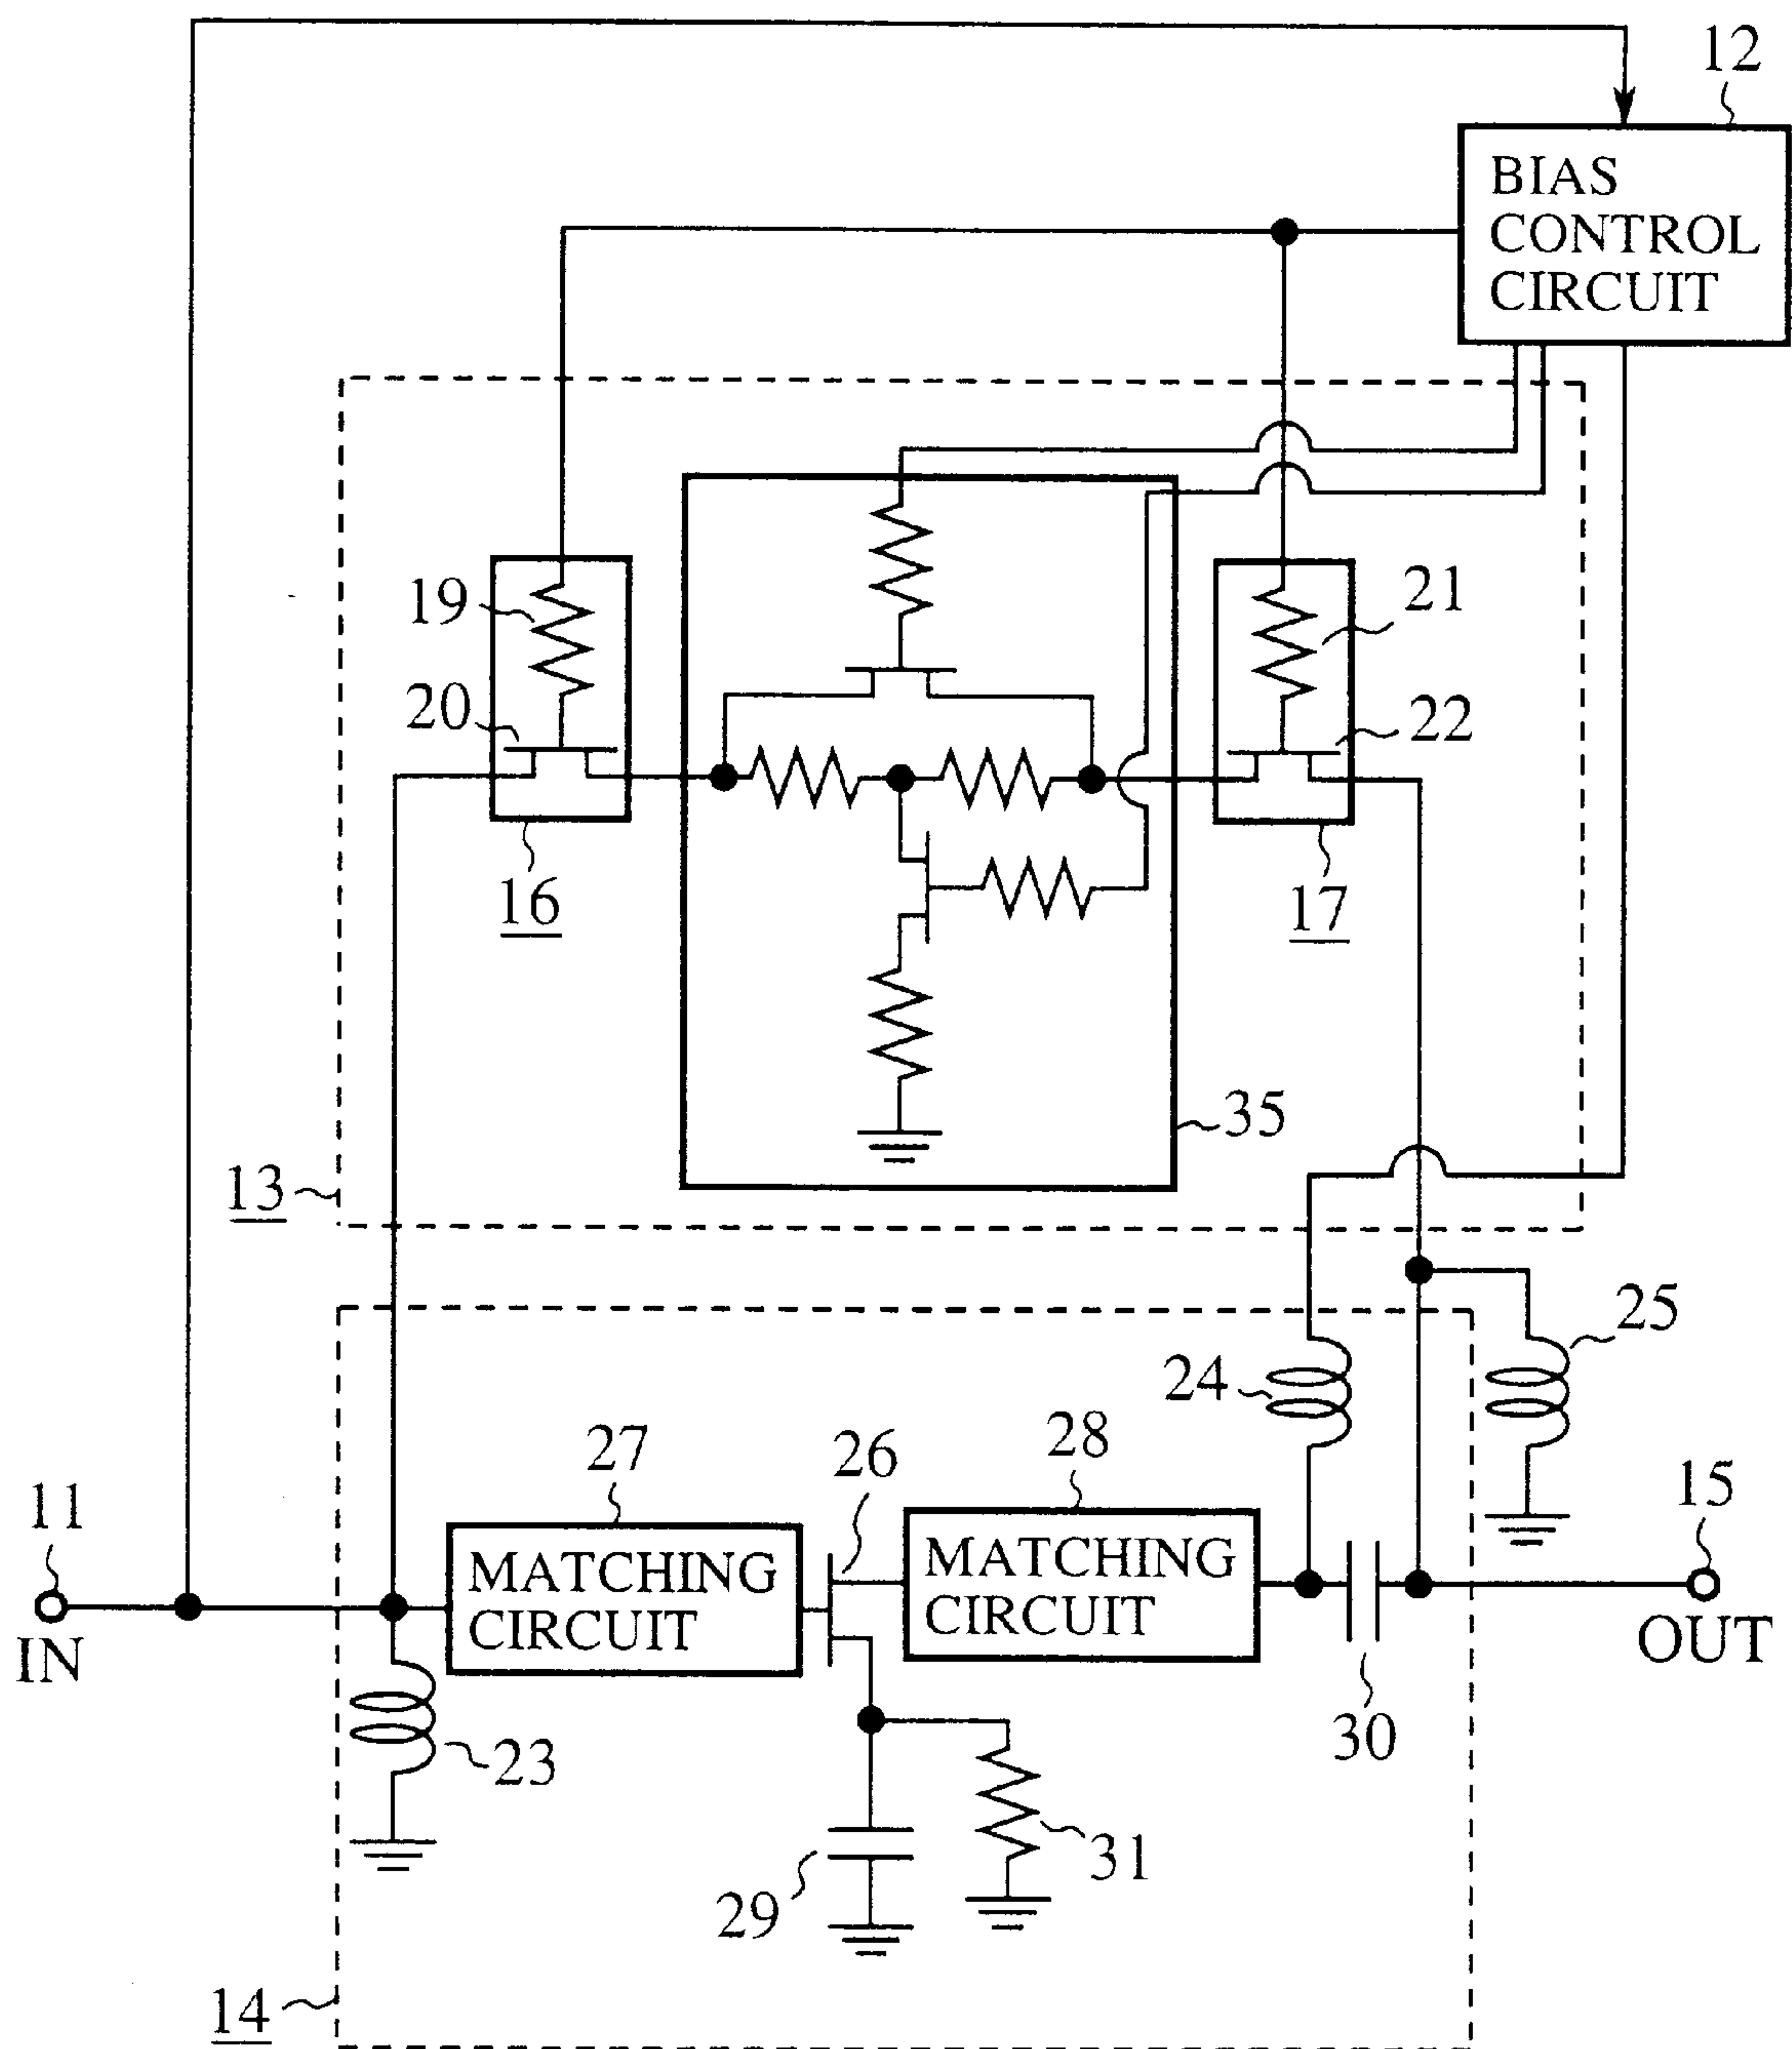 12
BIAS
CONTROL
CIRCUIT
19
21
20
22
16
17
35
13
25
24
28
27
26
15
11
MATCHING
CIRCUIT
MATCHING
CIRCUIT
IN
OUT
30
23
31
29
14